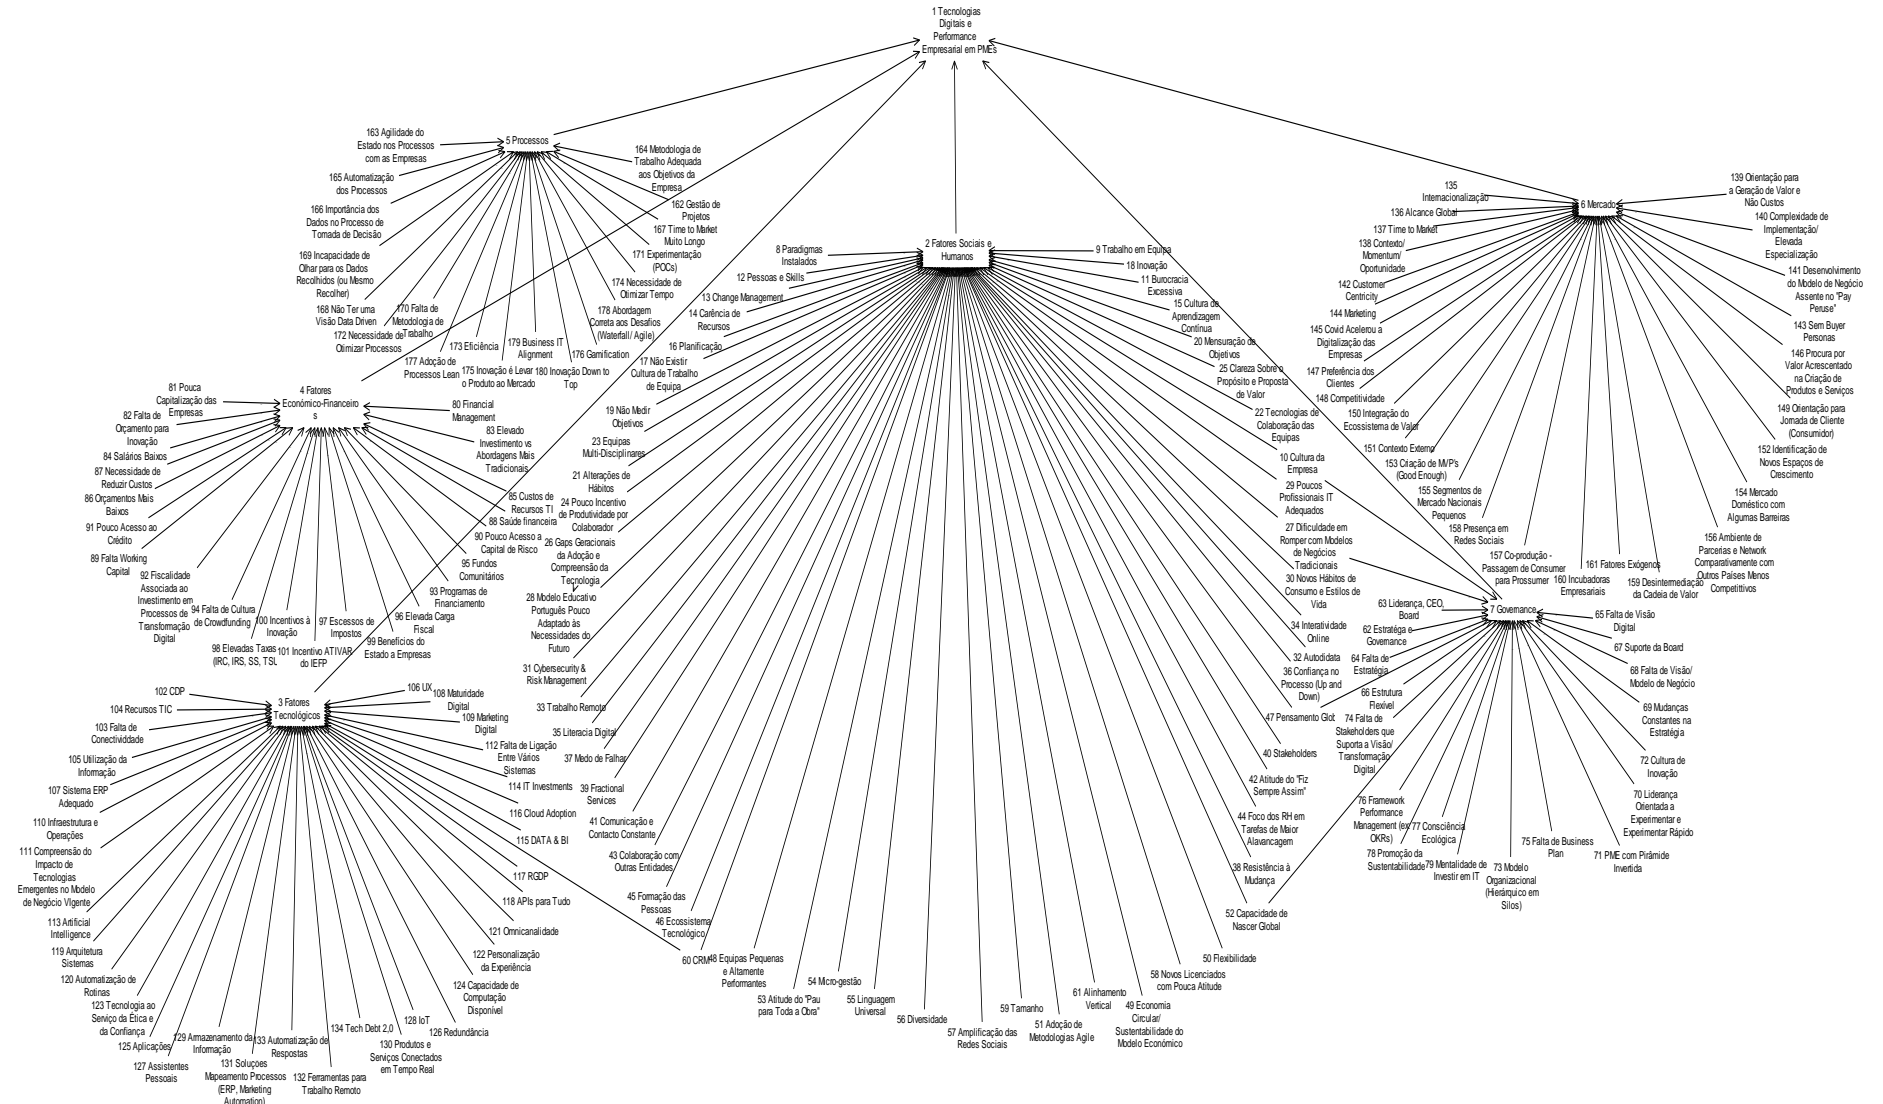 1 Tecnologias
Digitais e
Performance
Empresarial em PMEs
5 Processos
163 Agilidade do
Estado nos Processos
com as Empresas
165 Automatização
dos Processos
166 Importância dos
Dados no Processo de
Tomada de Decisão
169 Incapacidade de
Olhar para os Dados
Recolhidos (ou Mesmo
Recolher)
168 Não Ter uma
Visão Data Driven
172 Necessidade de
Otimizar Processos
170 Falta de
Metodologia de
Trabalho
177 Adoção de
Processos Lean
173 Eficiência
175 Inovação é Levar
o Produto ao Mercado
179 Business IT
Alignment
180 Inovação Down to
Top
176 Gamification
178 Abordagem
Correta aos Desafios
(Waterfall/ Agile)
174 Necessidade de
Otimizar Tempo
171 Experimentação
(POCs)
167 Time to Market
Muito Longo
162 Gestão de
Projetos
164 Metodologia de
Trabalho Adequada
aos Objetivos da
Empresa
4 Fatores
Económico-Financeiro
s
81 Pouca
Capitalização das
Empresas
82 Falta de
Orçamento para
Inovação
84 Salários Baixos
87 Necessidade de
Reduzir Custos
86 Orçamentos Mais
Baixos
91 Pouco Acesso ao
Crédito
89 Falta Working
Capital
92 Fiscalidade
Associada ao
Investimento em
Processos de
Transformação
Digital
94 Falta de Cultura
de Crowdfunding
98 Elevadas Taxas
(IRC, IRS, SS, TSU,
100 Incentivos à
Inovação
101 Incentivo ATIVAR
do IEFP
97 Escessos de
Impostos
99 Benefícios do
Estado a Empresas
96 Elevada Carga
Fiscal
93 Programas de
Financiamento
95 Fundos
Comunitários
90 Pouco Acesso a
Capital de Risco
88 Saúde financeira
85 Custos de
Recursos TI
83 Elevado
Investimento vs
Abordagens Mais
Tradicionais
80 Financial
Management
3 Fatores
Tecnológicos
102 CDP
104 Recursos TIC
103 Falta de
Conectividdade
105 Utilização da
Informação
107 Sistema ERP
Adequado
110 Infraestrutura e
Operações
111 Compreensão do
Impacto de
Tecnologias
Emergentes no Modelo
de Negócio VIgente
113 Artificial
Intelligence
119 Arquitetura
Sistemas
120 Automatização de
Rotinas
123 Tecnologia ao
Serviço da Ética e
da Confiança
125 Aplicações
127 Assistentes
Pessoais
129 Armazenamento da
Informação
131 Soluçoes
Mapeamento Processos
(ERP, Marketing
Automation)
133 Automatização de
Respostas
132 Ferramentas para
Trabalho Remoto
134 Tech Debt 2,0
130 Produtos e
Serviços Conectados
em Tempo Real
128 IoT
126 Redundância
124 Capacidade de
Computação
Disponível
122 Personalização
da Experiência
121 Omnicanalidade
118 APIs para Tudo
117 RGDP
115 DATA & BI
116 Cloud Adoption
114 IT Investments
112 Falta de Ligação
Entre Vários
Sistemas
109 Marketing
Digital
108 Maturidade
Digital
106 UX
2 Fatores Sociais e
Humanos
8 Paradigmas
Instalados
12 Pessoas e Skills
13 Change Management
14 Carência de
Recursos
16 Planificação
17 Não Existir
Cultura de Trabalho
de Equipa
19 Não Medir
Objetivos
23 Equipas
Multi-Disciplinares
21 Alterações de
Hábitos
24 Pouco Incentivo
de Produtividade por
Colaborador
26 Gaps Geracionais
da Adoção e
Compreensão da
Tecnologia
28 Modelo Educativo
Português Pouco
Adaptado às
Necessidades do
Futuro
31 Cybersecurity &
Risk Management
33 Trabalho Remoto
35 Literacia Digital
37 Medo de Falhar
39 Fractional
Services
41 Comunicação e
Contacto Constante
43 Colaboração com
Outras Entidades
45 Formação das
Pessoas
46 Ecossistema
Tecnológico
60 CRM
48 Equipas Pequenas
e Altamente
Performantes
53 Atitude do "Pau
para Toda a Obra"
54 Micro-gestão
55 Linguagem
Universal
56 Diversidade
57 Amplificação das
Redes Sociais
59 Tamanho
51 Adoção de
Metodologias Agile
61 Alinhamento
Vertical
49 Economia
Circular/
Sustentabilidade do
Modelo Económico
58 Novos Licenciados
com Pouca Atitude
50 Flexibilidade
52 Capacidade de
Nascer Global
38 Resistência à
Mudança
44 Foco dos RH em
Tarefas de Maior
Alavancagem
42 Atitude do "Fiz
Sempre Assim"
40 Stakeholders
47 Pensamento
36 Confiança no
Processo (Up and
Down)
32 Autodidata
34 Interatividade
Online
30 Novos Hábitos de
Consumo e Estilos de
Vida
27 Dificuldade em
Romper com Modelos
de Negócios
Tradicionais
29 Poucos
Profissionais IT
Adequados
10 Cultura da
Empresa
22 Tecnologias de
Colaboração das
Equipas
25 Clareza Sobre o
Propósito e Proposta
de Valor
20 Mensuração de
Objetivos
15 Cultura de
Aprendizagem
Contínua
11 Burocracia
Excessiva
18 Inovação
9 Trabalho em Equipa
6 Mercado
135
Internacionalização
136 Alcance Global
137 Time to Market
138 Contexto/
Momentum/
Oportunidade
142 Customer
Centricity
144 Marketing
145 Covid Acelerou a
Digitalização das
Empresas
147 Preferência dos
Clientes
148 Competitividade
150 Integração do
Ecossistema de Valor
151 Contexto Externo
153 Criação de MVP's
(Good Enough)
155 Segmentos de
Mercado Nacionais
Pequenos
158 Presença em
Redes Sociais
157 Co-produção -
Passagem de Consumer
para Prossumer
160 Incubadoras
Empresariais
161 Fatores Exógenos
159 Desintermediação
da Cadeia de Valor
156 Ambiente de
Parcerias e Network
Comparativamente com
Outros Países Menos
Competitivos
154 Mercado
Doméstico com
Algumas Barreiras
152 Identificação de
Novos Espaços de
Crescimento
149 Orientação para
Jornada de Cliente
(Consumidor)
146 Procura por
Valor Acrescentado
na Criação de
Produtos e Serviços
143 Sem Buyer
Personas
141 Desenvolvimento
do Modelo de Negócio
Assente no "Pay
Peruse"
140 Complexidade de
Implementação/
Elevada
Especialização
139 Orientação para
a Geração de Valor e
Não Custos
7 Governance
63 Liderança, CEO,
Board
62 Estratéga e
Governance
64 Falta de
Estratégia
66 Estrutura
Flexível
74 Falta de
Stakeholders que
Suporta a Visão/
Transformação
Digital
76 Framework
Performance
Management (ex:
OKRs)
78 Promoção da
Sustentabilidade
77 Consciência
Ecológica
79 Mentalidade de
Investir em IT
73 Modelo
Organizacional
(Hierárquico em
Silos)
75 Falta de Business
Plan
71 PME com Pirâmide
Invertida
70 Liderança
Orientada a
Experimentar e
Experimentar Rápido
72 Cultura de
Inovação
69 Mudanças
Constantes na
Estratégia
68 Falta de Visão/
Modelo de Negócio
67 Suporte da Board
65 Falta de Visão
Digital